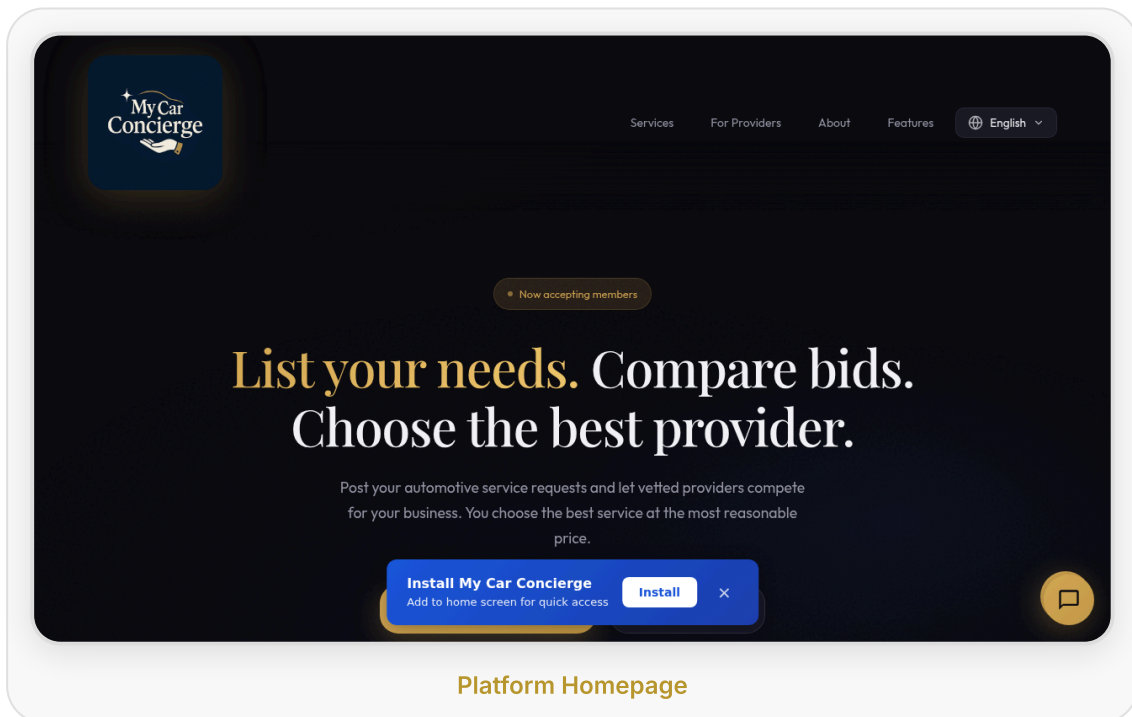 My Car
Concierge
Services
For Providers
About
Features
English
Now accepting members
List your needs. Compare bids.
Choose the best provider.
Post your automotive service requests and let vetted providers compete
for your business. You choose the best service at the most reasonable
price.
Install My Car Concierge
Add to home screen for quick access
Install
Platform Homepage